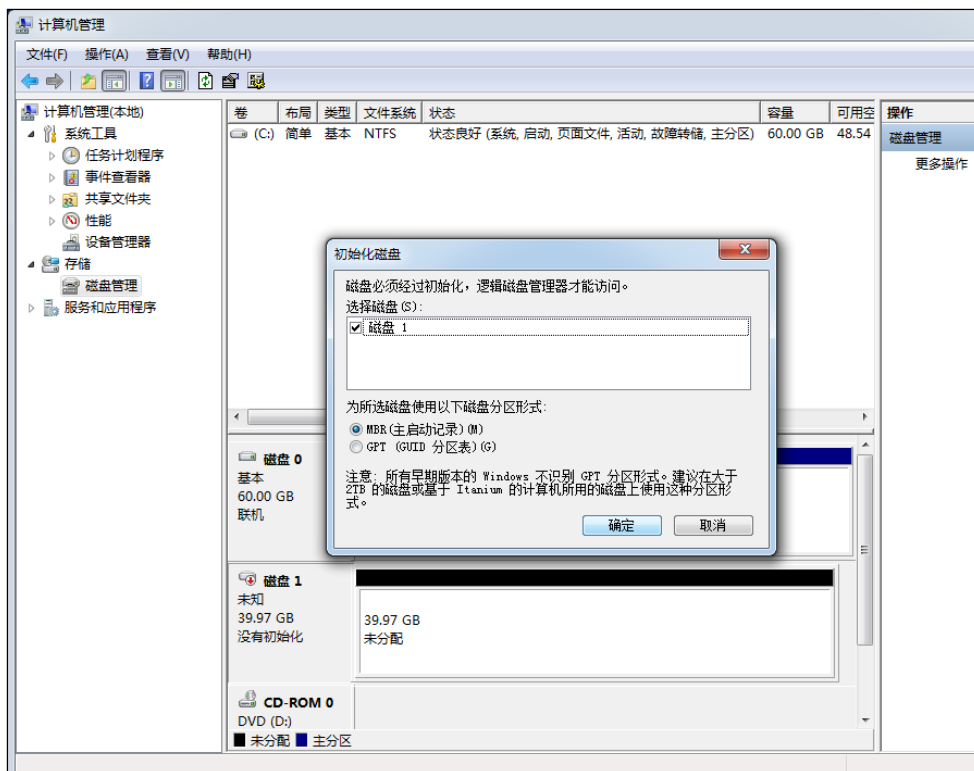 计算机管理
文件(F) 操作(A) 查看(V) 帮助(H)
计算机管理(本地)
系统工具
任务计划程序
事件查看器
共享文件夹
性能
设备管理器
存储
磁盘管理
服务和应用程序
卷 布局 类型 文件系统 状态 容量 可用空
(C:) 简单 基本 NTFS 状态良好 (系统, 启动, 页面文件, 活动, 故障转储, 主分区) 60.00 GB 48.54
操作
磁盘管理
更多操作
初始化磁盘
磁盘必须经过初始化，逻辑磁盘管理器才能访问。
选择磁盘(S):
磁盘 1
为所选磁盘使用以下磁盘分区形式:
MBR(主启动记录)(M)
GPT (GUID 分区表)(G)
注意: 所有早期版本的 Windows 不识别 GPT 分区形式。建议在大于
2TB 的磁盘或基于 Itanium 的计算机所用的磁盘上使用这种分区形
式。
确定 取消
磁盘 0
基本
60.00 GB
联机
磁盘 1
未知
39.97 GB
没有初始化
39.97 GB
未分配
CD-ROM 0
DVD (D:)
未分配 主分区